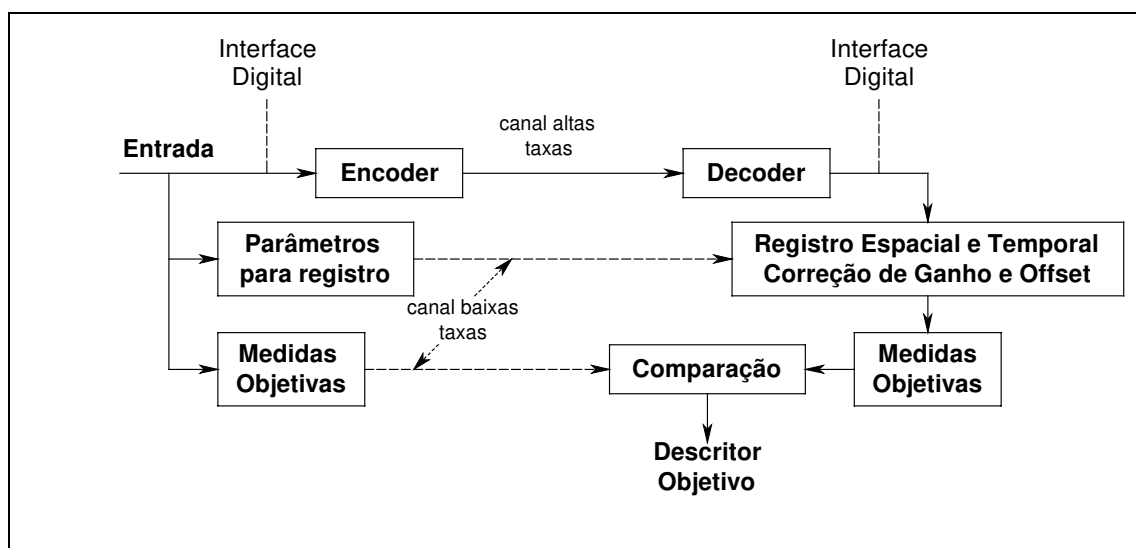 Interface
Digital
Interface
Digital
canal altas
taxas
Entrada
Encoder
Decoder
Parâmetros
para registro
Registro Espacial e Temporal
Correção de Ganho e Offset
canal baixas
taxas
Medidas
Objetivas
Comparação
Medidas
Objetivas
Descritor
Objetivo